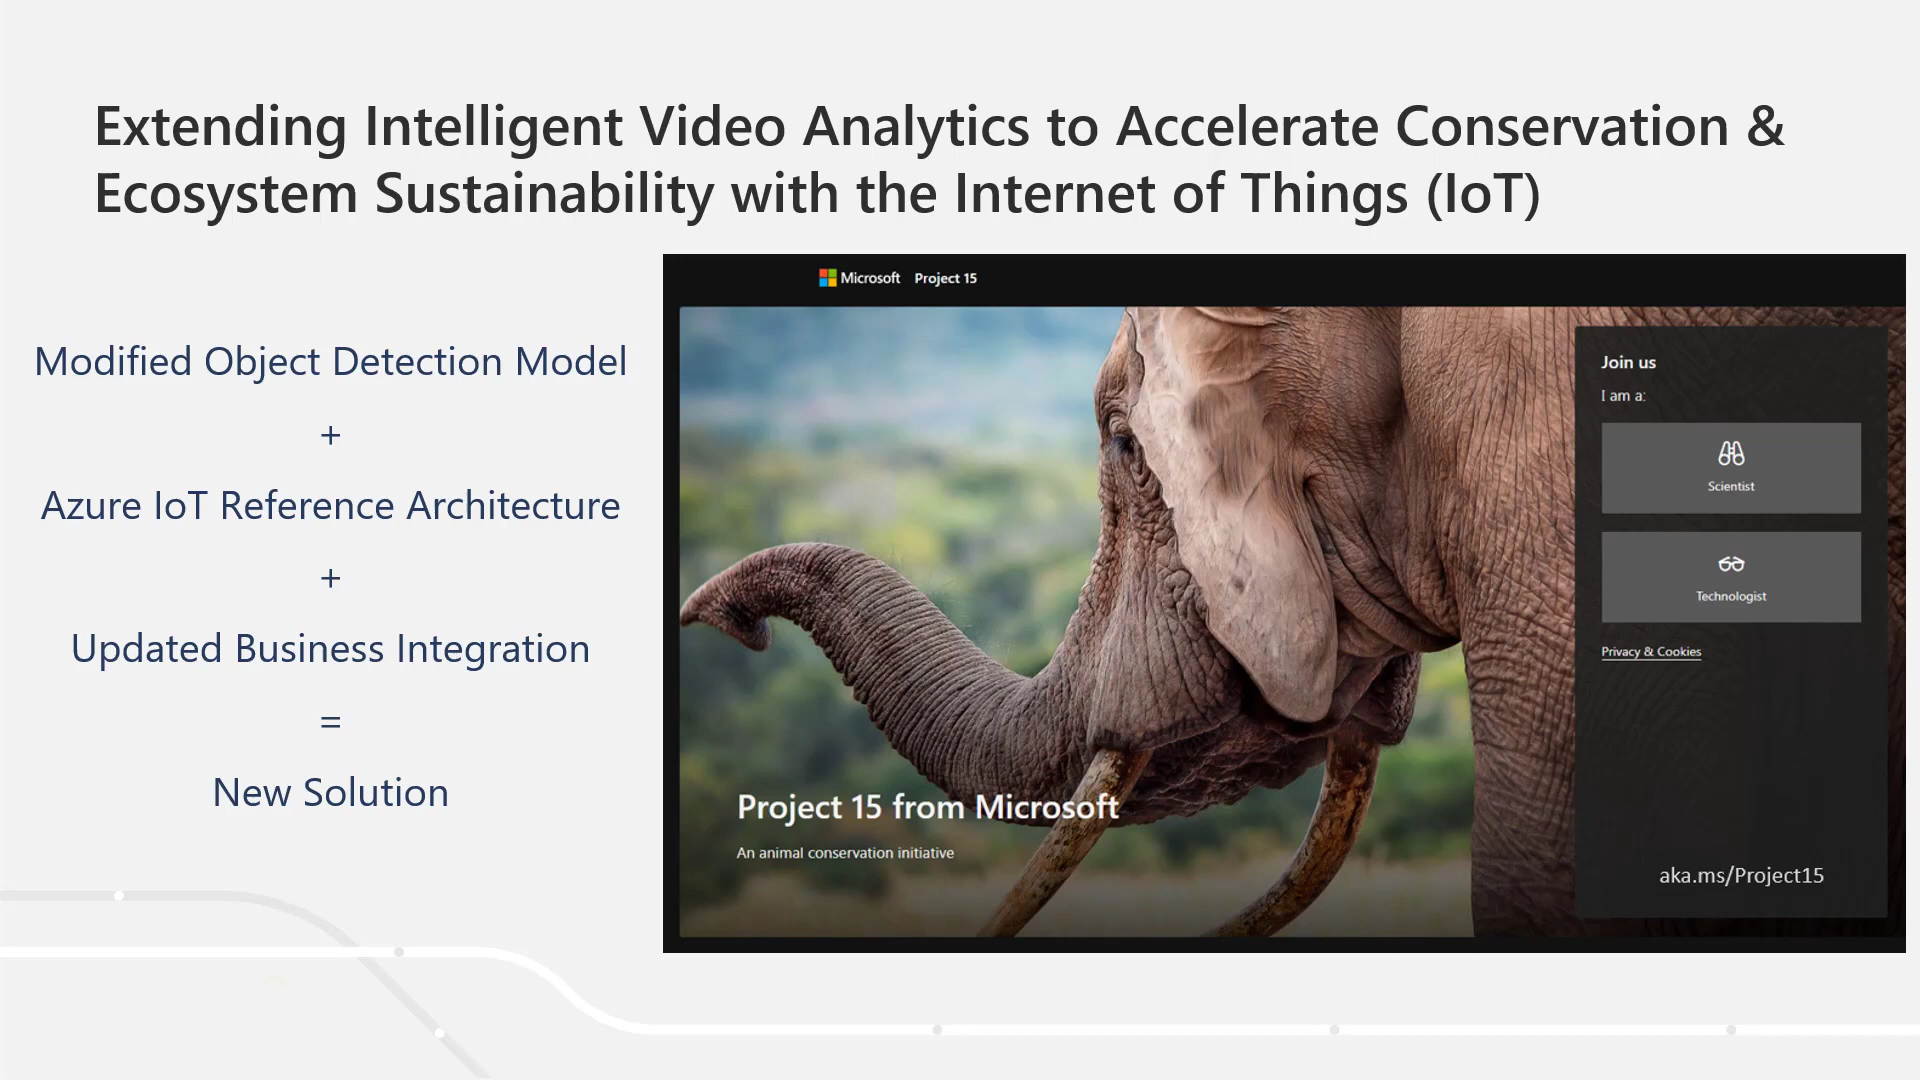 Extending Intelligent Video Analytics to Accelerate Conservation &
Ecosystem Sustainability with the Internet of Things (IoT)
Modified Object Detection Model
+
Azure IoT Reference Architecture
+
Updated Business Integration
=
New Solution
Microsoft Project 15
Join us
I am a:
Scientist
Technologist
Privacy & Cookies
Project 15 from Microsoft
An animal conservation initiative
aka.ms/Project15